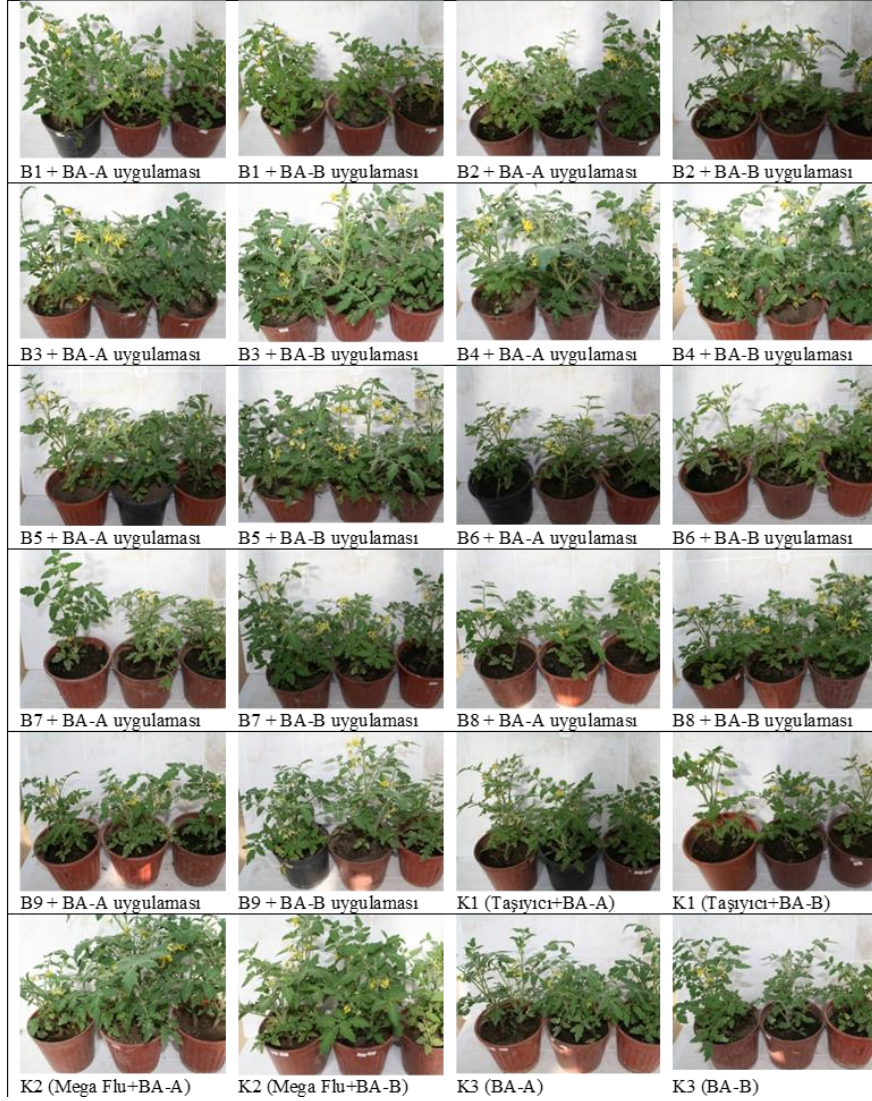 B1 + BA-A uygulaması
B1 + BA-B uygulaması
B2 + BA-A uygulaması
B2 + BA-B uygulaması
B3 + BA-A uygulaması
B3 + BA-B uygulaması
B4 + BA-A uygulaması
B4 + BA-B uygulaması
B5 + BA-A uygulaması
B5 + BA-B uygulaması
B6 + BA-A uygulaması
B6 + BA-B uygulaması
B7 + BA-A uygulaması
B7 + BA-B uygulaması
B8 + BA-A uygulaması
B8 + BA-B uygulaması
B9 + BA-A uygulaması
B9 + BA-B uygulaması
K1 (Taşıyıcı+BA-A)
K1 (Taşıyıcı+BA-B)
K2 (Mega Flu+BA-A)
K2 (Mega Flu+BA-B)
K3 (BA-A)
K3 (BA-B)